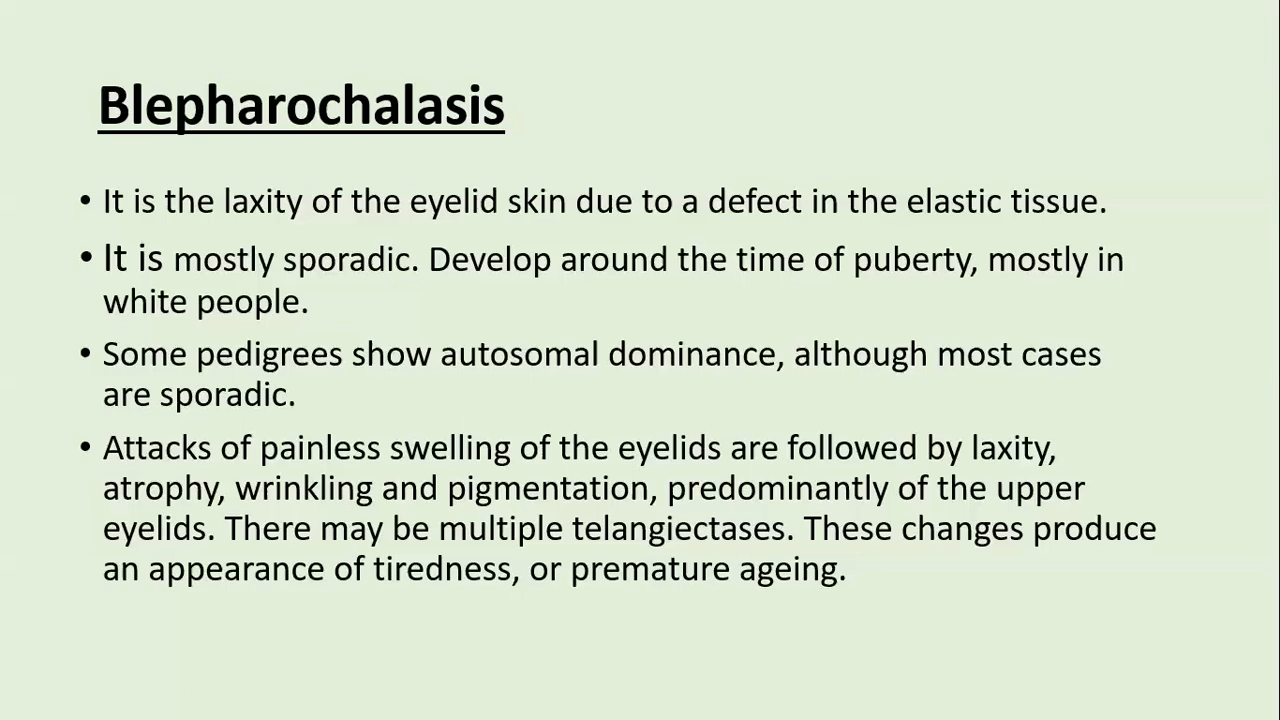 Blepharochalasis
• It is the laxity of the eyelid skin due to a defect in the elastic tissue.
• It is mostly sporadic. Develop around the time of puberty, mostly in
white people.
• Some pedigrees show autosomal dominance, although most cases
are sporadic.
• Attacks of painless swelling of the eyelids are followed by laxity,
atrophy, wrinkling and pigmentation, predominantly of the upper
eyelids. There may be multiple telangiectases. These changes produce
an appearance of tiredness, or premature ageing.